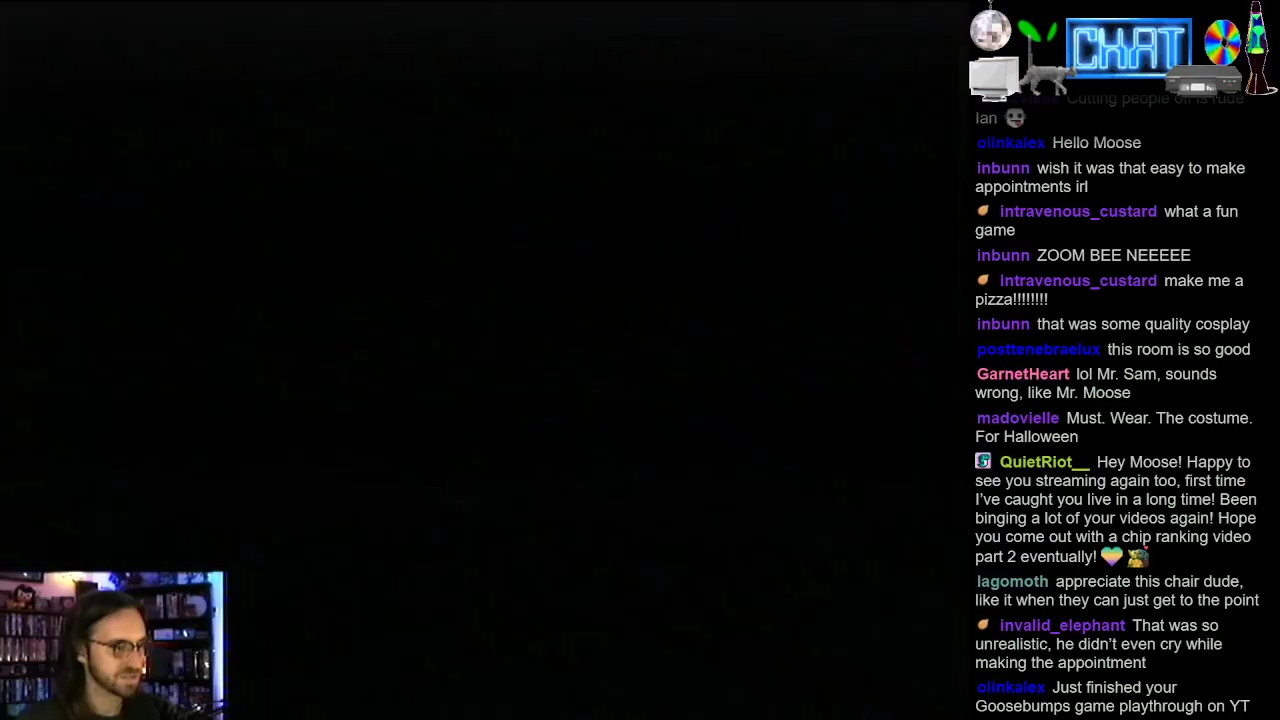 CHAT
Cutting people off is rude
Ian
olinkalex Hello Moose
inbunn wish it was that easy to make
appointments irl
intravenous_custard what a fun
game
inbunn ZOOM BEE NEEEEE
intravenous_custard make me a
pizza!!!!!!!!
inbunn that was some quality cosplay
posttenebraelux this room is so good
GarnetHeart lol Mr. Sam, sounds
wrong, like Mr. Moose
madovielle Must. Wear. The costume.
For Halloween
QuietRiot__ Hey Moose! Happy to
see you streaming again too, first time
I've caught you live in a long time! Been
binging a lot of your videos again! Hope
you come out with a chip ranking video
part 2 eventually!
lagomoth appreciate this chair dude,
like it when they can just get to the point
invalid_elephant That was so
unrealistic, he didn't even cry while
making the appointment
olinkalex Just finished your
Goosebumps game playthrough on YT